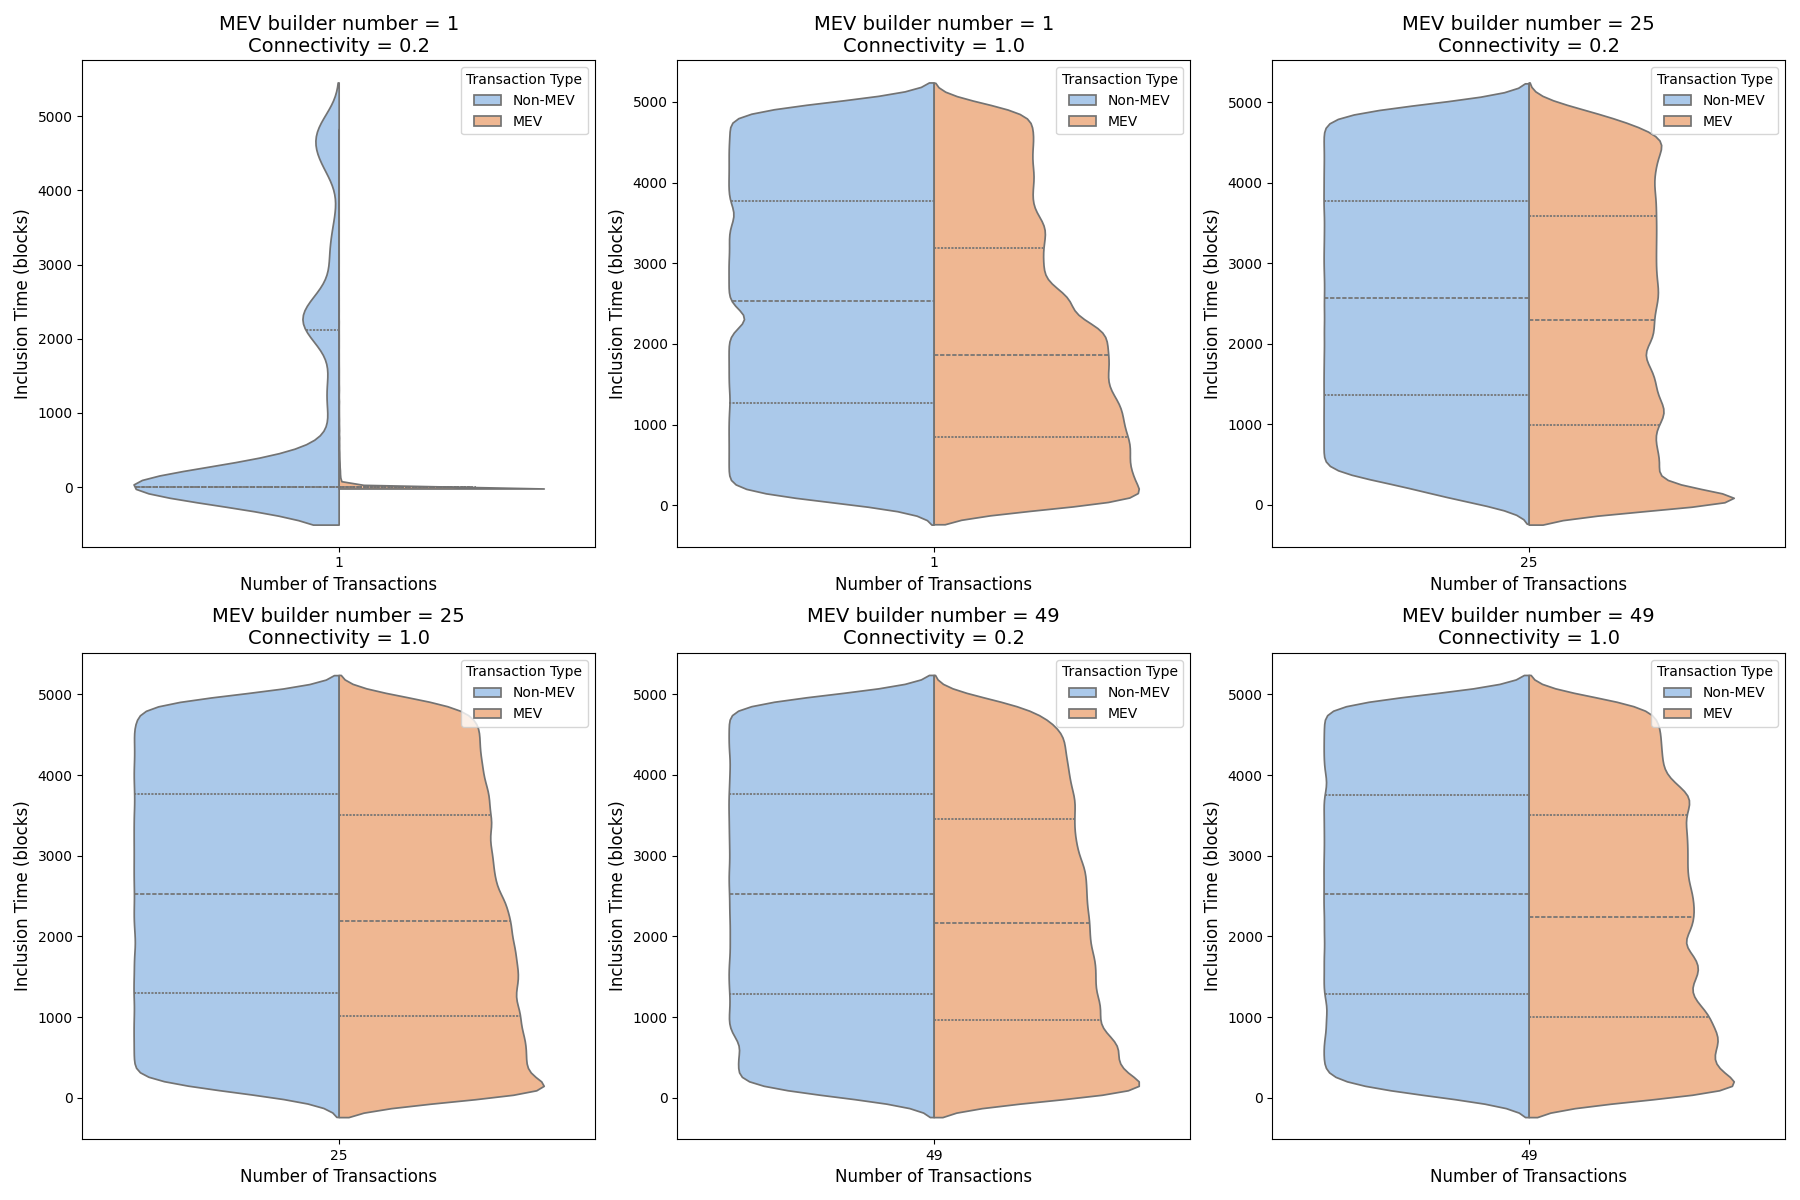 MEV builder number = 1
Connectivity = 0.2
Inclusion Time (blocks)
5000
4000
3000
2000
1000
0
Transaction Type
Non-MEV
MEV
1
Number of Transactions
MEV builder number = 1
Connectivity = 1.0
Inclusion Time (blocks)
5000
4000
3000
2000
1000
0
Transaction Type
Non-MEV
MEV
1
Number of Transactions
MEV builder number = 25
Connectivity = 0.2
Inclusion Time (blocks)
5000
4000
3000
2000
1000
0
Transaction Type
Non-MEV
MEV
25
Number of Transactions
MEV builder number = 25
Connectivity = 1.0
Inclusion Time (blocks)
5000
4000
3000
2000
1000
0
Transaction Type
Non-MEV
MEV
25
Number of Transactions
MEV builder number = 49
Connectivity = 0.2
Inclusion Time (blocks)
5000
4000
3000
2000
1000
0
Transaction Type
Non-MEV
MEV
49
Number of Transactions
MEV builder number = 49
Connectivity = 1.0
Inclusion Time (blocks)
5000
4000
3000
2000
1000
0
Transaction Type
Non-MEV
MEV
49
Number of Transactions